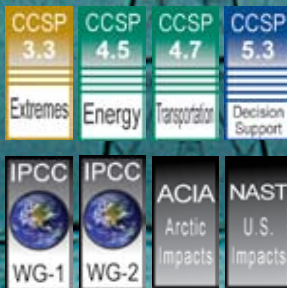 CCSP
3.3
Extremes
CCSP
4.5
Energy
CCSP
4.7
Transportation
CCSP
5.3
Decision
Support
IPCC
WG-1
IPCC
WG-2
ACIA
Arctic
Impacts
NAST
U.S.
Impacts